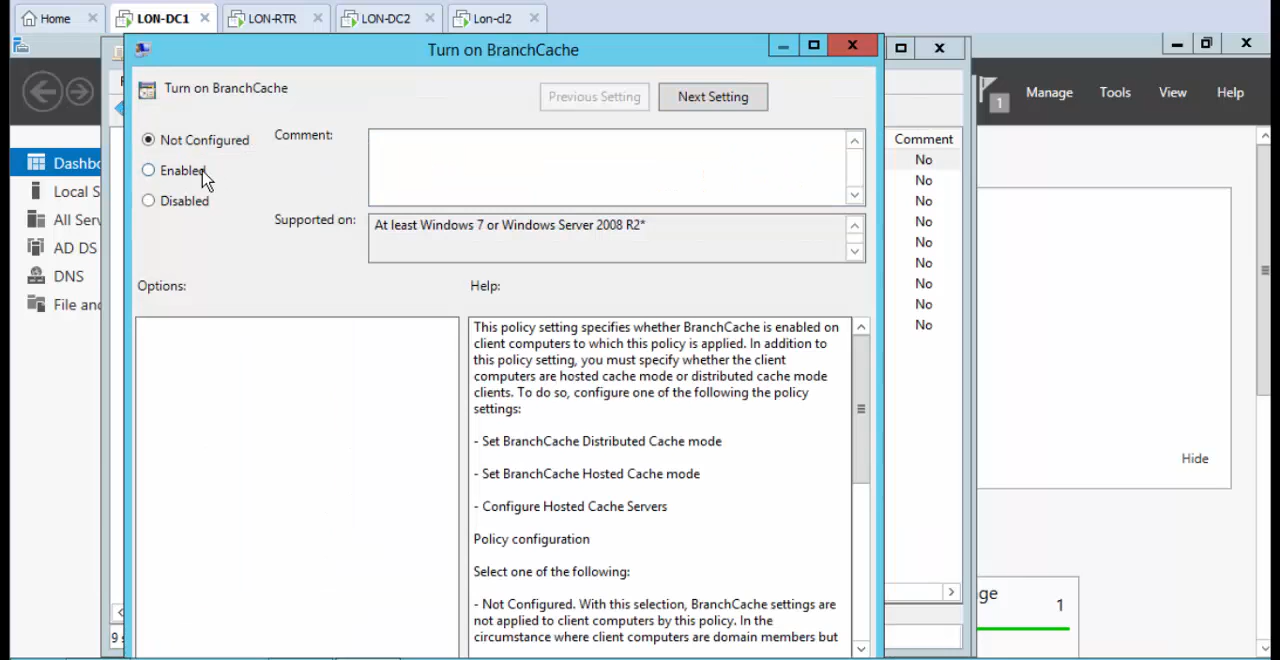 Home
LON-DC1
LON-RTR
LON-DC2
Lon-cl2
Turn on BranchCache
Turn on BranchCache
Previous Setting
Next Setting
1
Manage
Tools
View
Help
Not Configured
Comment:
Enabled
Disabled
Supported on:
At least Windows 7 or Windows Server 2008 R2*
Options:
Help:
Comment
No
No
No
No
No
No
No
No
No
Local S
All Serv
AD DS
DNS
File and
This policy setting specifies whether BranchCache is enabled on
client computers to which this policy is applied. In addition to
this policy setting, you must specify whether the client
computers are hosted cache mode or distributed cache mode
clients. To do so, configure one of the following the policy
settings:
- Set BranchCache Distributed Cache mode
- Set BranchCache Hosted Cache mode
- Configure Hosted Cache Servers
Policy configuration
Select one of the following:
- Not Configured. With this selection, BranchCache settings are
not applied to client computers by this policy. In the
circumstance where client computers are domain members but
Hide
ge
1
9